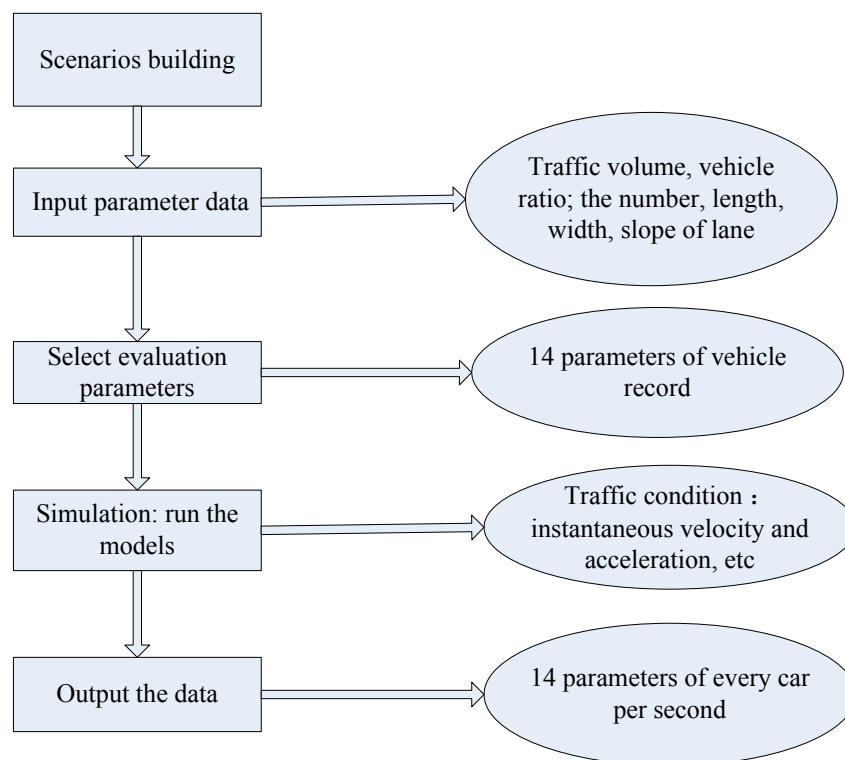 Scenarios building
Input parameter data
Traffic volume, vehicle
ratio; the number, length,
width, slope of lane
Select evaluation
parameters
14 parameters of vehicle
record
Simulation: run the
models
Traffic condition：
instantaneous velocity and
acceleration, etc
Output the data
14 parameters of every car
per second